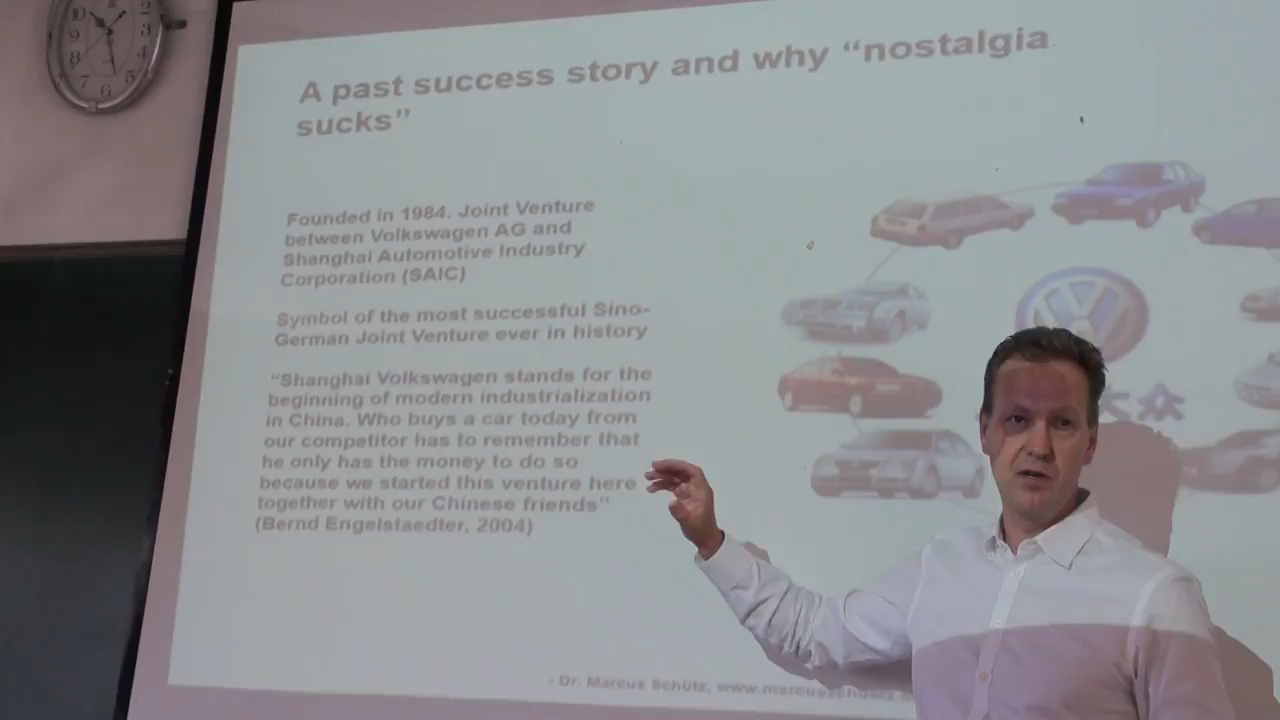 A past success story and why “nostalgia
sucks”
Founded in 1984. Joint Venture
between Volkswagen AG and
Shanghai Automotive Industry
Corporation (SAIC)
Symbol of the most successful Sino-
German Joint Venture ever in history
“Shanghai Volkswagen stands for the
beginning of modern industrialization
in China. Who buys a car today from
our competitor has to remember that
he only has the money to do so
because we started this venture here
together with our Chinese friends”
(Bernd Engelstaedter, 2004)
大众
- Dr. Marcus Schütz, www.marcusschuetz